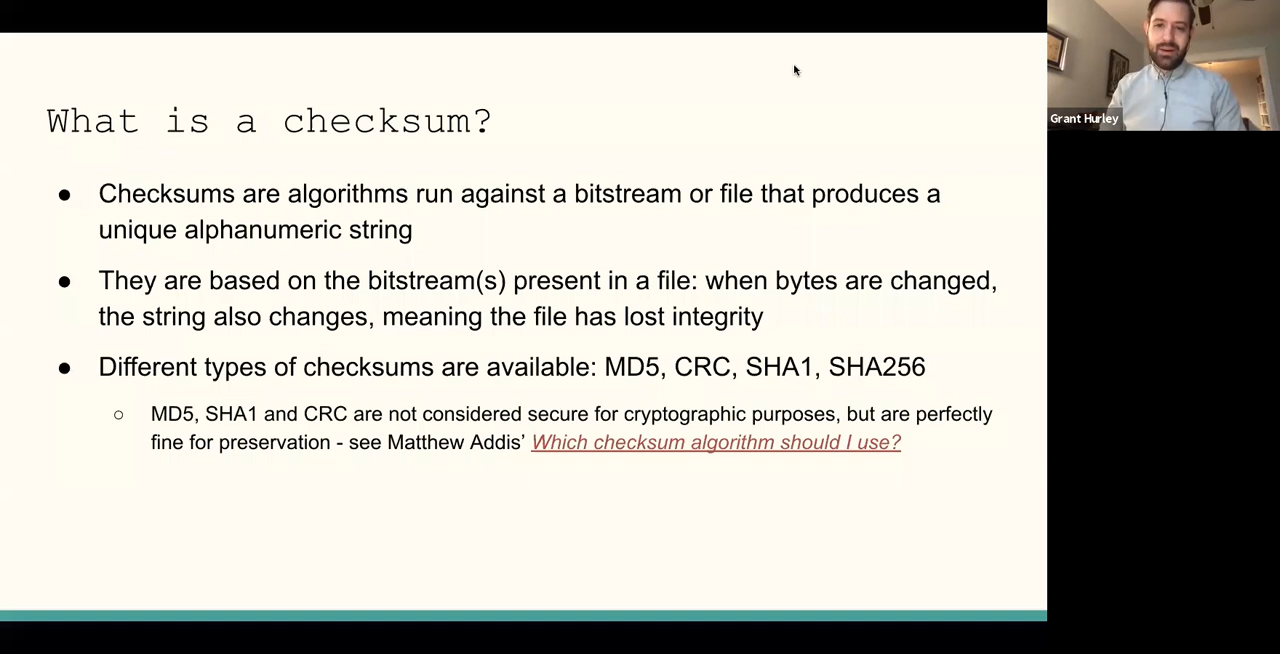 What is a checksum?
● Checksums are algorithms run against a bitstream or file that produces a
unique alphanumeric string
● They are based on the bitstream(s) present in a file: when bytes are changed,
the string also changes, meaning the file has lost integrity
● Different types of checksums are available: MD5, CRC, SHA1, SHA256
○ MD5, SHA1 and CRC are not considered secure for cryptographic purposes, but are perfectly
fine for preservation - see Matthew Addis’ Which checksum algorithm should I use?
Grant Hurley